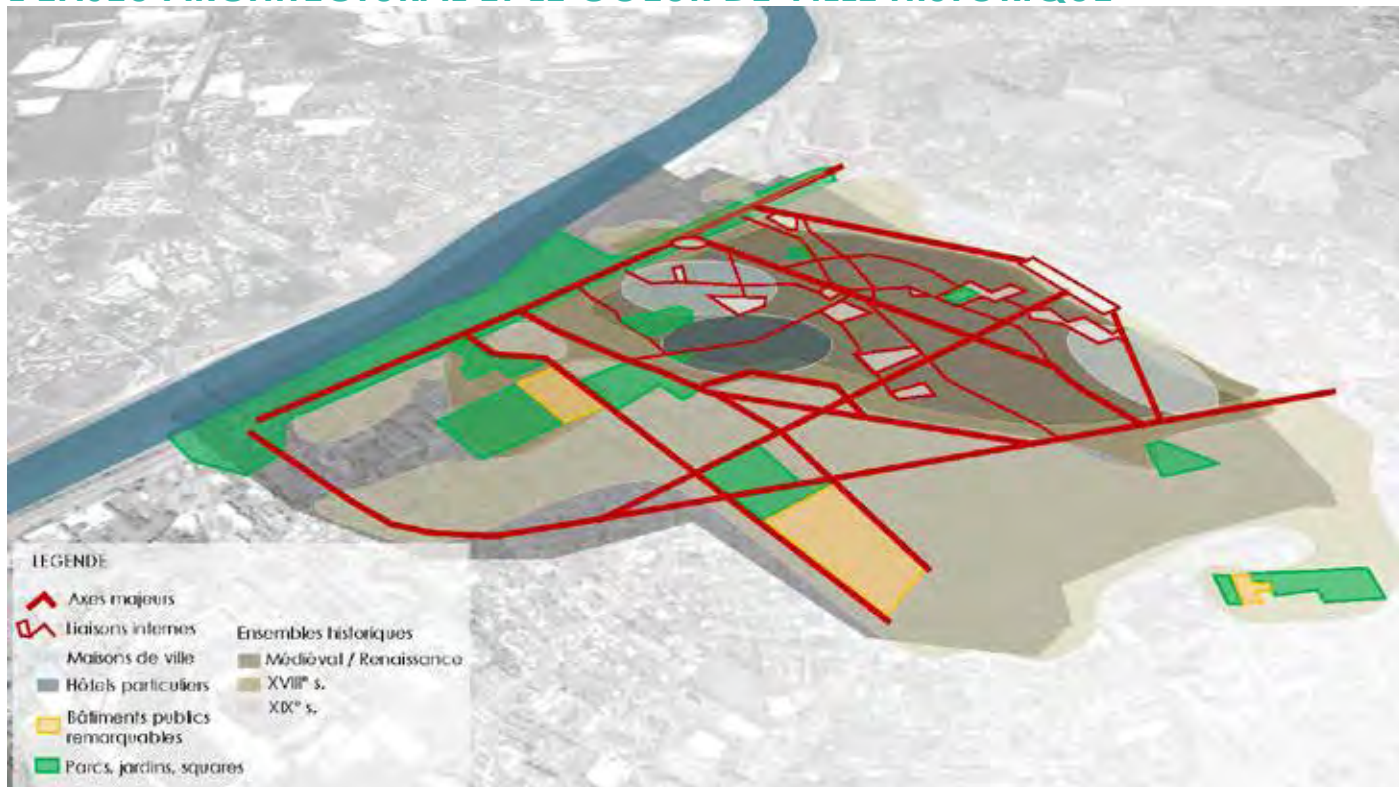 LEGENDE
Axes majeurs
Liaisons internes
Maisons de ville
Hôtels particuliers
Bâtiments publics
remarquables
Parcs, jardins, squares
Ensembles historiques
Médiéval / Renaissance
XVIIIᵉ s.
XIXᵉ s.